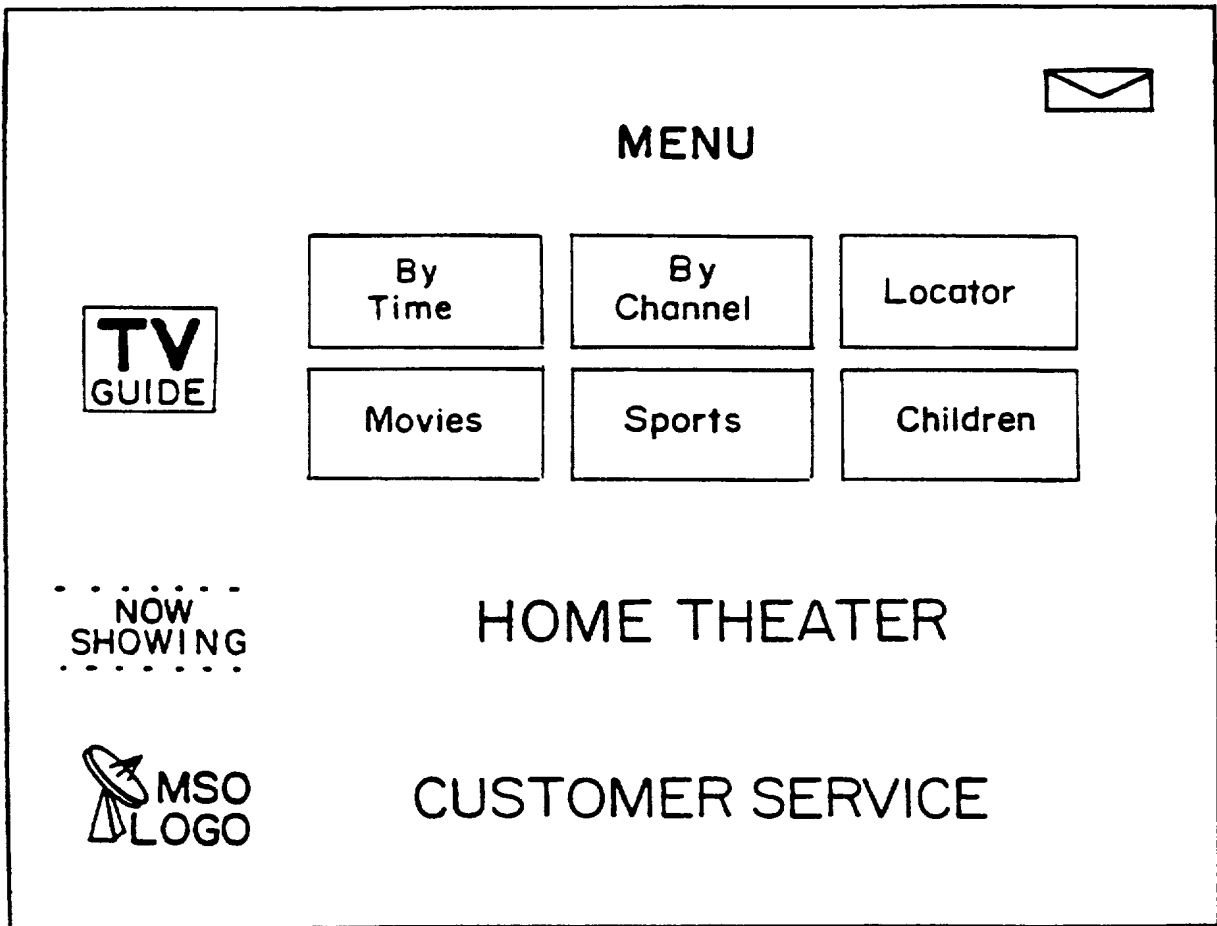 MENU
By
Time
By
Channel
Locator
TV
GUIDE
Movies
Sports
Children
NOW
SHOWING
HOME THEATER
MSO
LOGO
CUSTOMER SERVICE